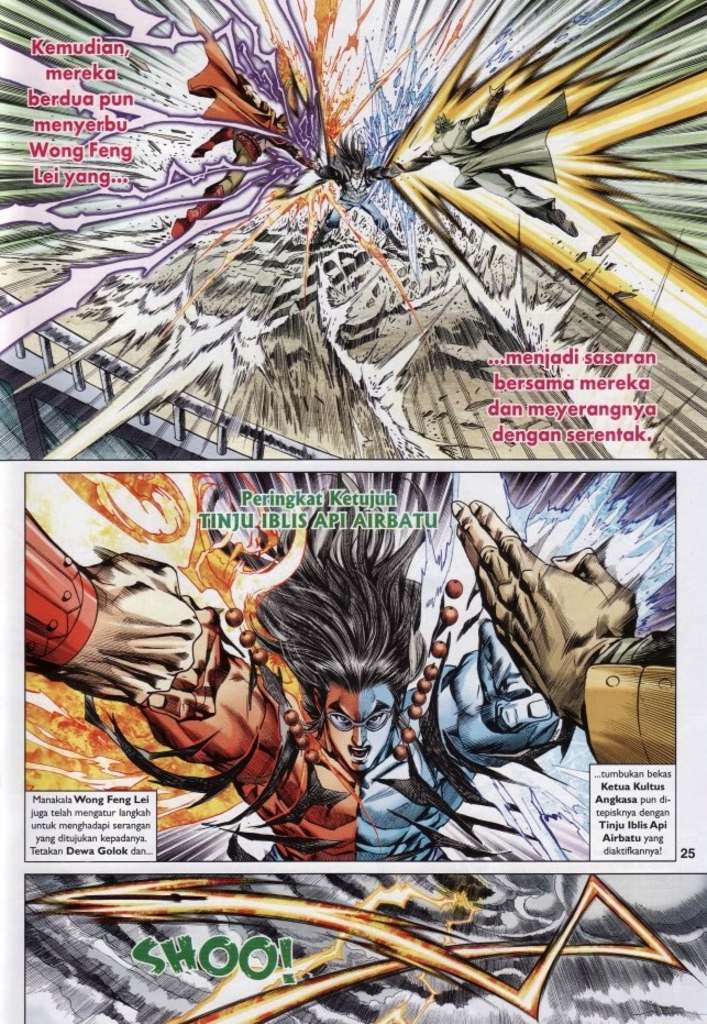 Kemudian,
mereka
berdua pun
menyerbu
Wong Feng
Lei yang...
...menjadi sasaran
bersama mereka
dan meyerangnya
dengan serentak.
Peringkat Ketujuh
TINJU IBLIS API AIRBATU
Manakala Wong Feng Lei
juga telah mengatur langkah
untuk menghadapi serangan
yang ditujukan kepadanya.
Tetakan Dewa Golok dan...
...tumbukan bekas
Ketua Kultus
Angkasa pun di-
tepisknya dengan
Tinju Iblis Api
Airbatu yang
diaktifkannya!
25
SHOO!